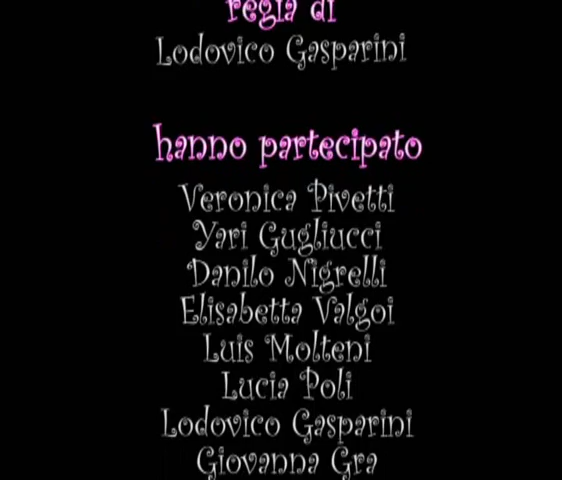 regia di
Lodovico Gasparini
hanno partecipato
Veronica Pivetti
Yari Gugliucci
Danilo Nigrelli
Elisabetta Valgoi
Luis Molteni
Lucia Poli
Lodovico Gasparini
Giovanna Gra